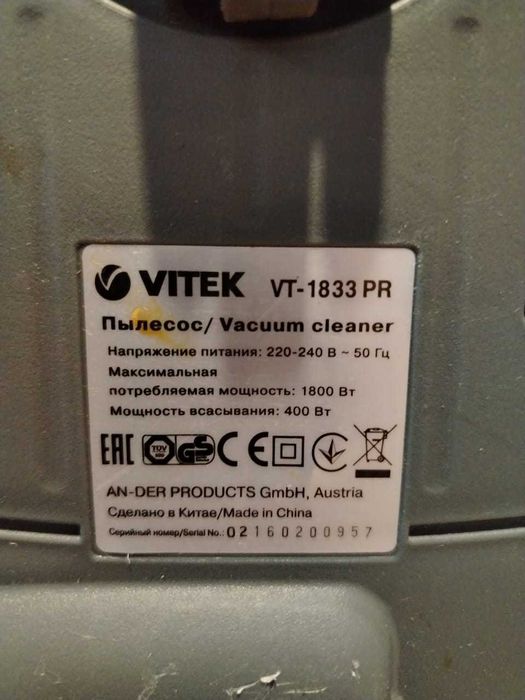 VITEK VT-1833 PR
Пылесос/ Vacuum cleaner
Напряжение питания: 220-240 В ~ 50 Гц
Максимальная
потребляемая мощность: 1800 Вт
Мощность всасывания: 400 Вт
EAC TÜV SÜD GS CE
AN-DER PRODUCTS GmbH, Austria
Сделано в Китае/Made in China
Серийный номер/Serial No.: 02160200957